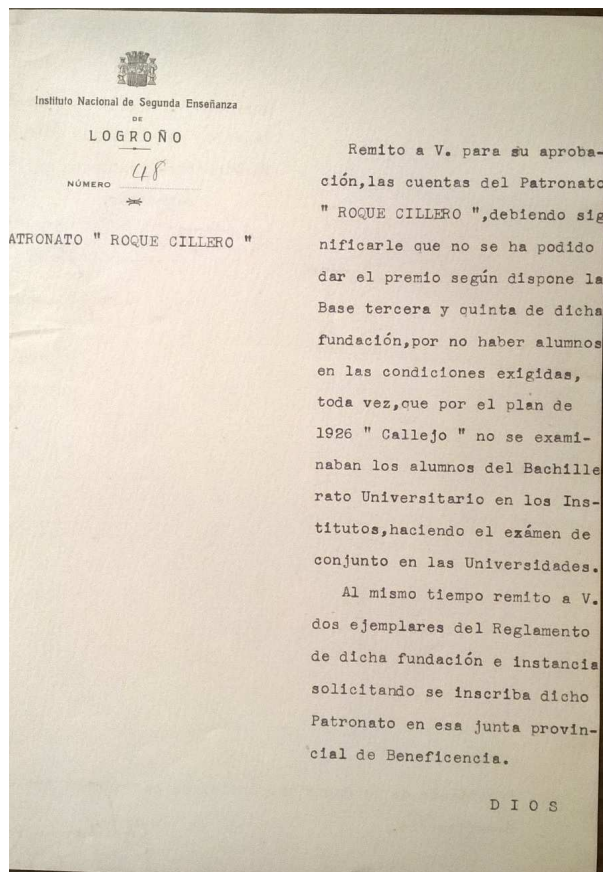 Instituto Nacional de Segunda Enseñanza
DE
LOGROÑO
NÚMERO 48
ATRONATO " ROQUE CILLERO "
Remito a V. para su aproba-
ción,las cuentas del Patronato
" ROQUE CILLERO ",debiendo sig
nificarle que no se ha podido
dar el premio según dispone la
Base tercera y quinta de dicha
fundación,por no haber alumnos
en las condiciones exigidas,
toda vez,que por el plan de
1926 " Callejo " no se exami-
naban los alumnos del Bachille
rato Universitario en los Ins-
titutos,haciendo el exámen de
conjunto en las Universidades.
Al mismo tiempo remito a V.
dos ejemplares del Reglamento
de dicha fundación e instancia
solicitando se inscriba dicho
Patronato en esa junta provin-
cial de Beneficencia.
D I O S